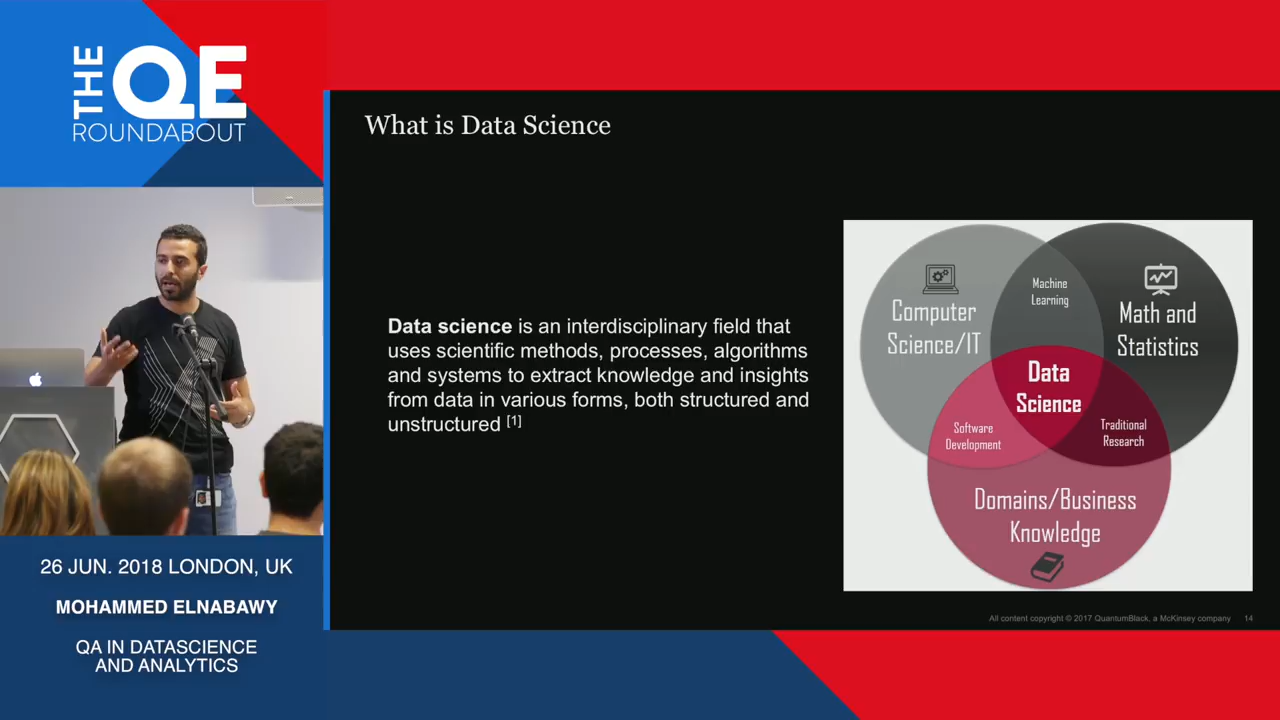 THE
QE
ROUNDABOUT
26 JUN. 2018 LONDON, UK
MOHAMMED ELNABAWY
QA IN DATASCIENCE
AND ANALYTICS
What is Data Science
Data science is an interdisciplinary field that
uses scientific methods, processes, algorithms
and systems to extract knowledge and insights
from data in various forms, both structured and
unstructured [1]
Computer
Science/IT
Machine
Learning
Math and
Statistics
Data
Science
Software
Development
Traditional
Research
Domains/Business
Knowledge
All content copyright © 2017 QuantumBlack, a McKinsey company 14